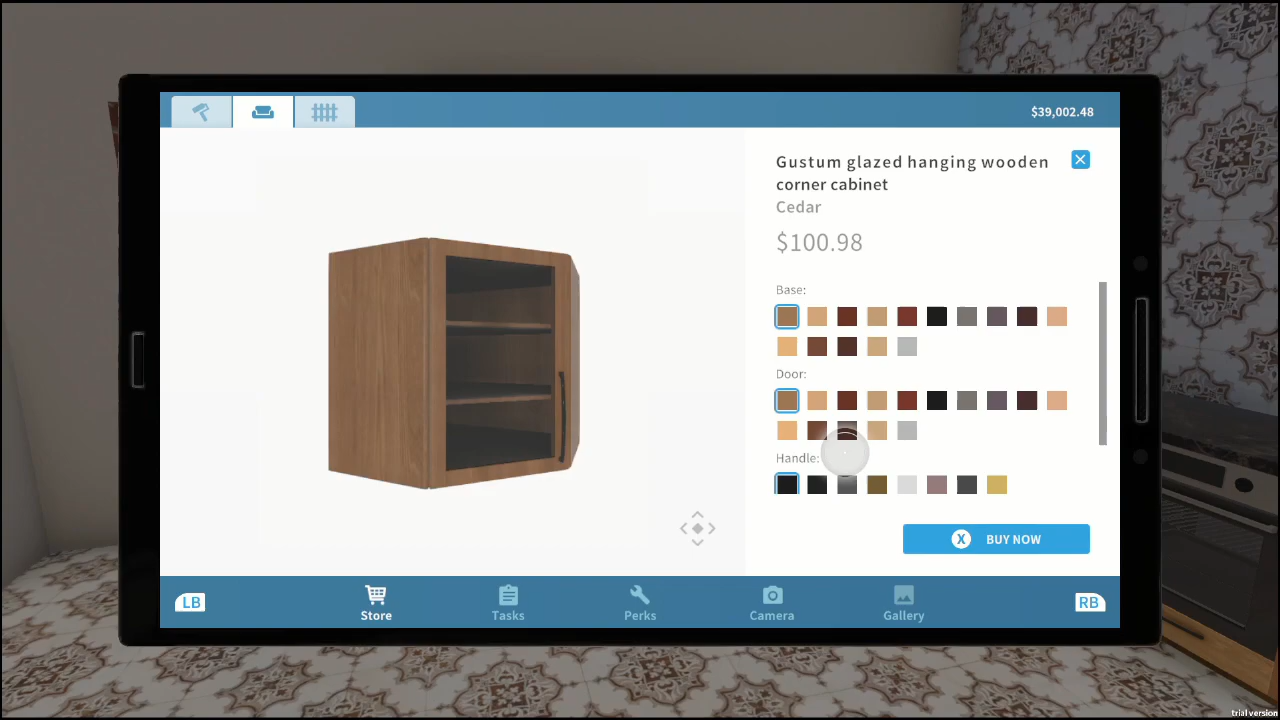 $39,002.48
Gustum glazed hanging wooden
corner cabinet
Cedar
$100.98
Base:
Door:
Handle:
X BUY NOW
LB
Store
Tasks
Perks
Camera
Gallery
RB
trial version